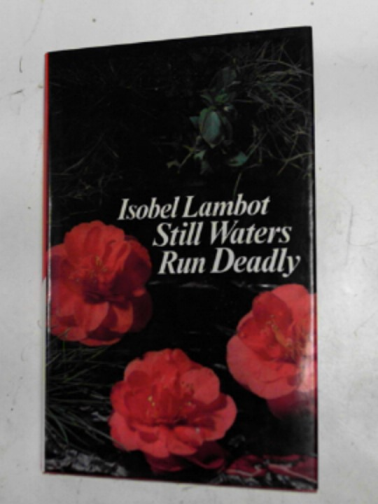 Isobel Lambot
Still Waters
Run Deadly